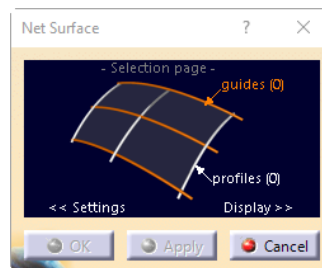 Net Surface ?
- Selection page -
guides (0)
profiles (0)
<< Settings Display >>
OK Apply Cancel